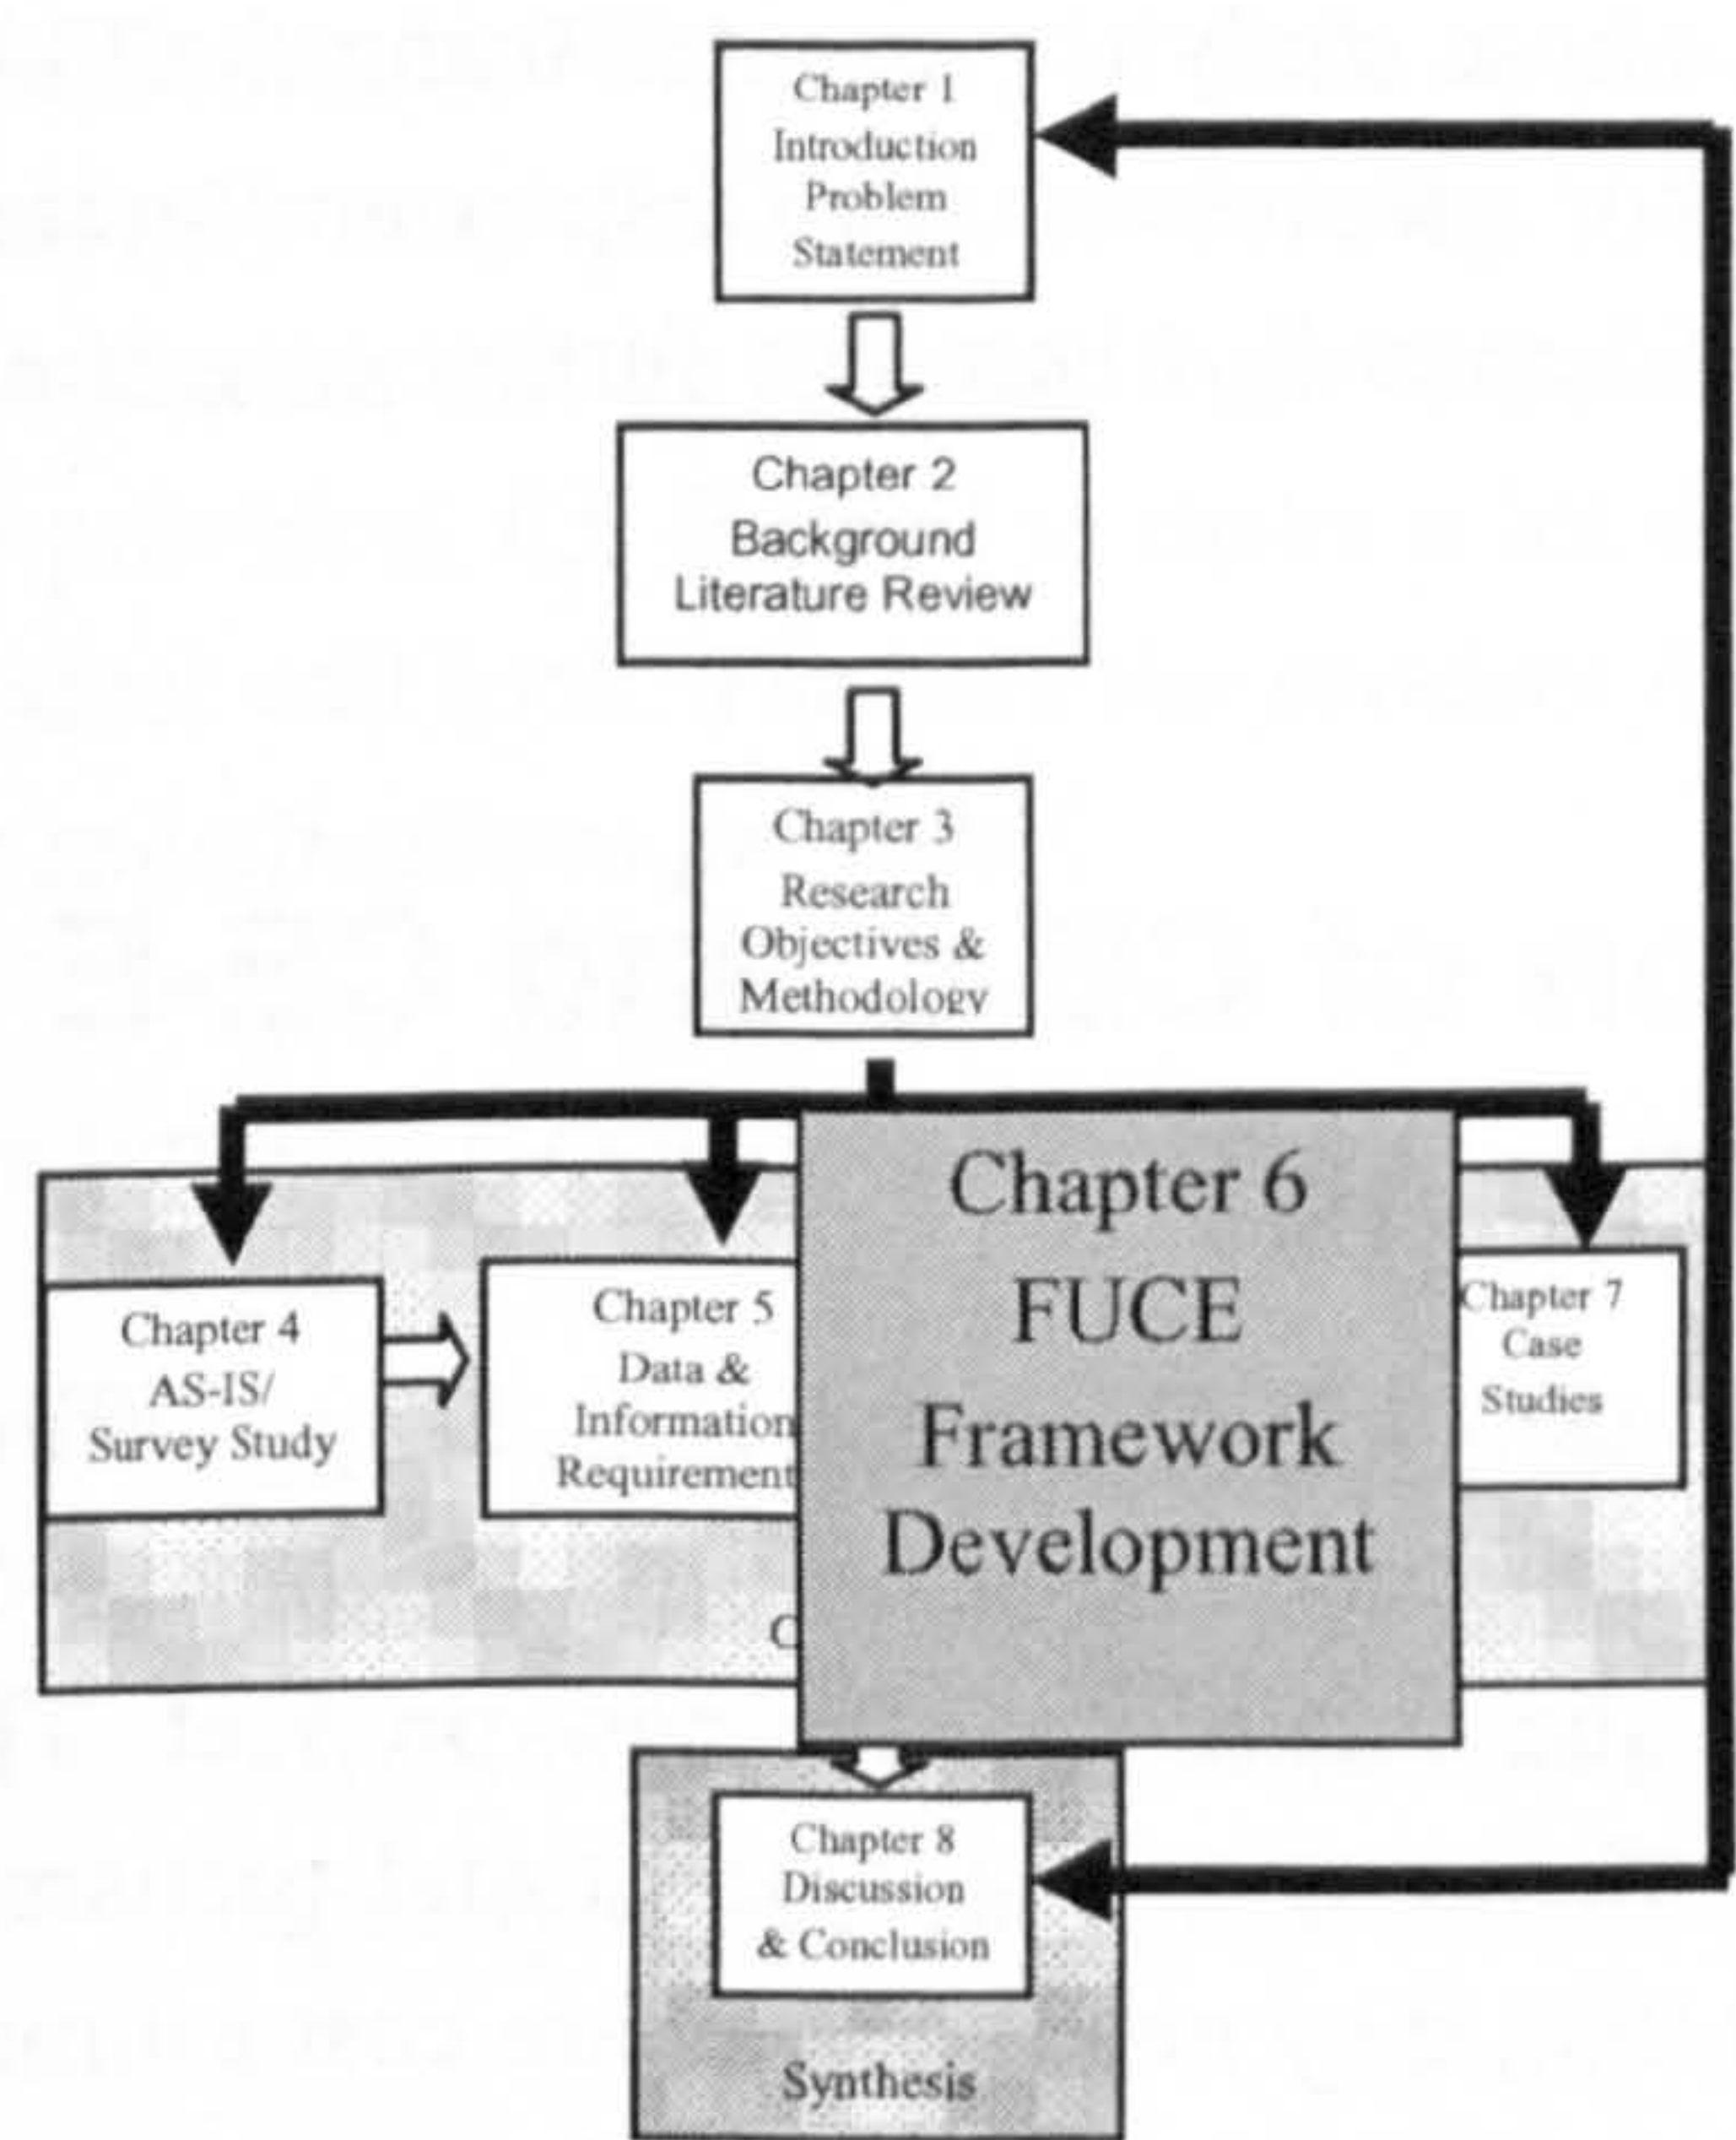 Chapter 1
Introduction
Problem
Statement
Chapter 2
Background
Literature Review
Chapter 3
Research
Objectives &
Methodology
Chapter 4
AS-IS/
Survey Study
Chapter 5
Data &
Information
Requirement
Chapter 6
FUCE
Framework
Development
Chapter 7
Case
Studies
Chapter 8
Discussion
& Conclusion
Synthesis